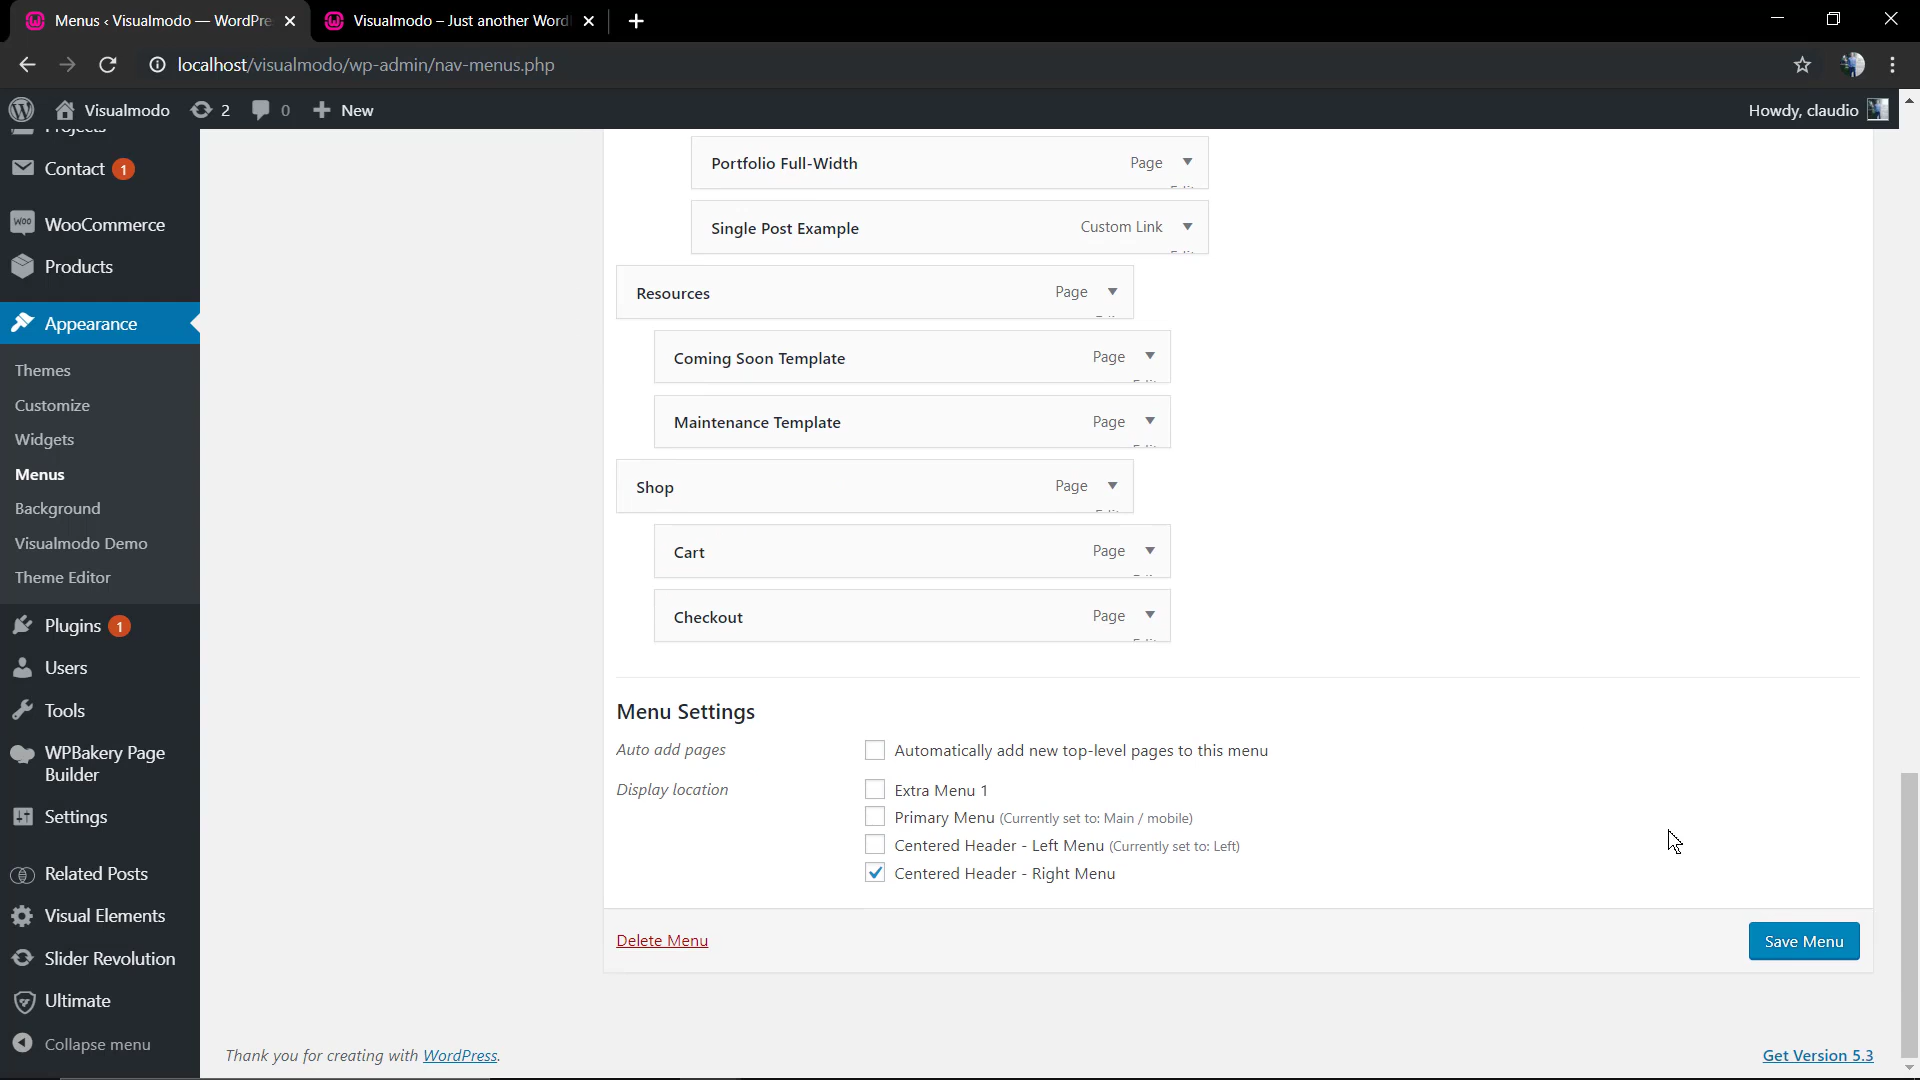 Menus ‹ Visualmodo — WordPre
Visualmodo – Just another Word
localhost/visualmodo/wp-admin/nav-menus.php
Visualmodo
2
0
New
Howdy, claudio
Projects
Contact 1
WooCommerce
Products
Appearance
Themes
Customize
Widgets
Menus
Background
Visualmodo Demo
Theme Editor
Plugins 1
Users
Tools
WPBakery Page
Builder
Settings
Related Posts
Visual Elements
Slider Revolution
Ultimate
Collapse menu
Portfolio Full-Width Page
Single Post Example Custom Link
Resources Page
Coming Soon Template Page
Maintenance Template Page
Shop Page
Cart Page
Checkout Page
Menu Settings
Auto add pages Automatically add new top-level pages to this menu
Display location Extra Menu 1
Primary Menu (Currently set to: Main / mobile)
Centered Header - Left Menu (Currently set to: Left)
Centered Header - Right Menu
Delete Menu
Save Menu
Thank you for creating with WordPress.
Get Version 5.3